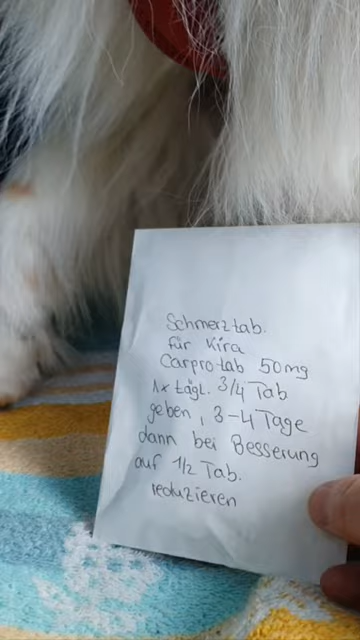 Schmerztab.
für Kira
Carprotab 50mg
1x tägl. 3/4 Tab
geben, 3-4 Tage
dann bei Besserung
auf 1/2 Tab.
reduzieren